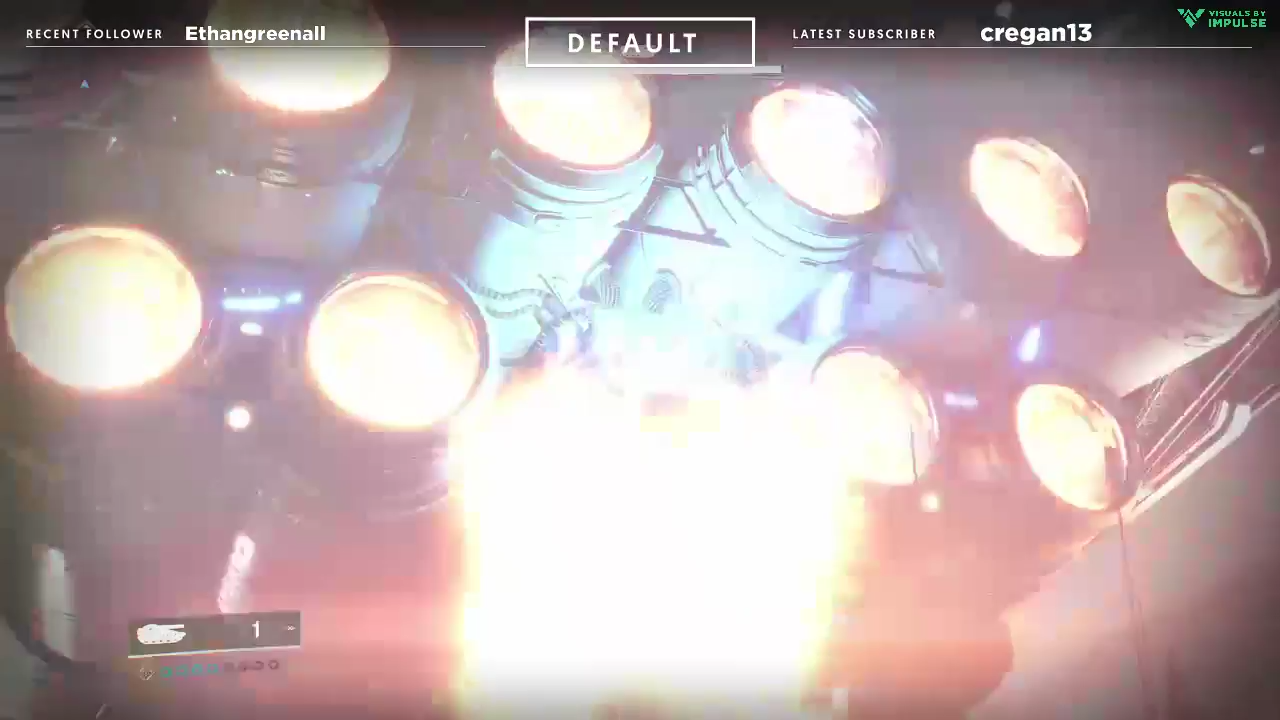 RECENT FOLLOWER Ethangreenall
DEFAULT
LATEST SUBSCRIBER cregan13
VISUALS BY
IMPULSE
1